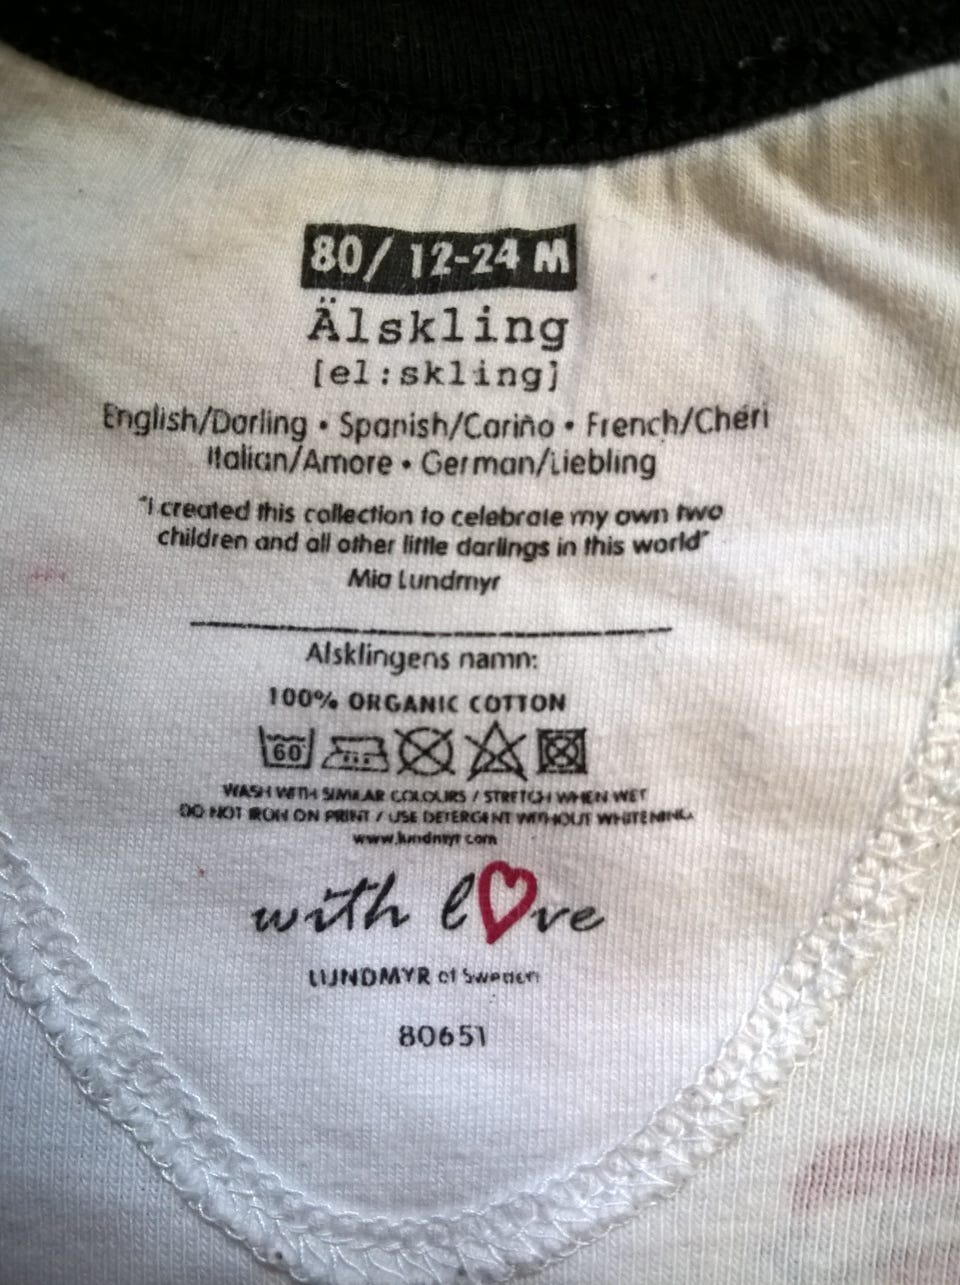 80/ 12-24 M
Älskling
[el:skling]
English/Darling • Spanish/Cariño • French/Chéri
Italian/Amore • German/Liebling
"I created this collection to celebrate my own two
children and all other little darlings in this world"
Mia Lundmyr
Älsklingens namn:
100% ORGANIC COTTON
60
WASH WITH SIMILAR COLOURS / STRETCH WHEN WET
DO NOT IRON ON PRINT / USE DETERGENT WITHOUT WHITENING
www.lundmyr.com
with love
LUNDMYR of Sweden
80651